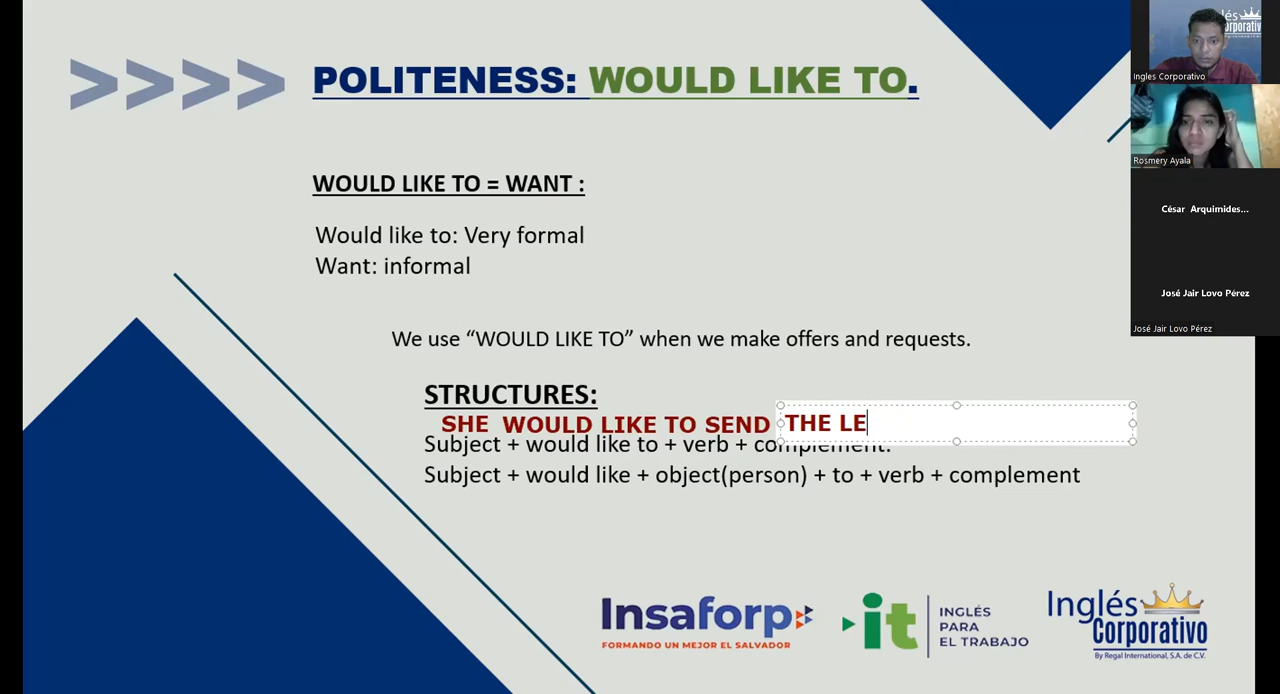 >>>> POLITENESS: WOULD LIKE TO.
WOULD LIKE TO = WANT :
Would like to: Very formal
Want: informal
We use “WOULD LIKE TO” when we make offers and requests.
STRUCTURES:
SHE WOULD LIKE TO SEND THE LE
Subject + would like to + verb + complement.
Subject + would like + object(person) + to + verb + complement
Insaforp
FORMANDO UN MEJOR EL SALVADOR
it
INGLÉS
PARA
EL TRABAJO
Inglés
Corporativo
By Regal International, S.A. de C.V.
lés
orporativo
Ingles Corporativo
Rosmery Ayala
César Arquimides...
José Jair Lovo Pérez
José Jair Lovo Pérez